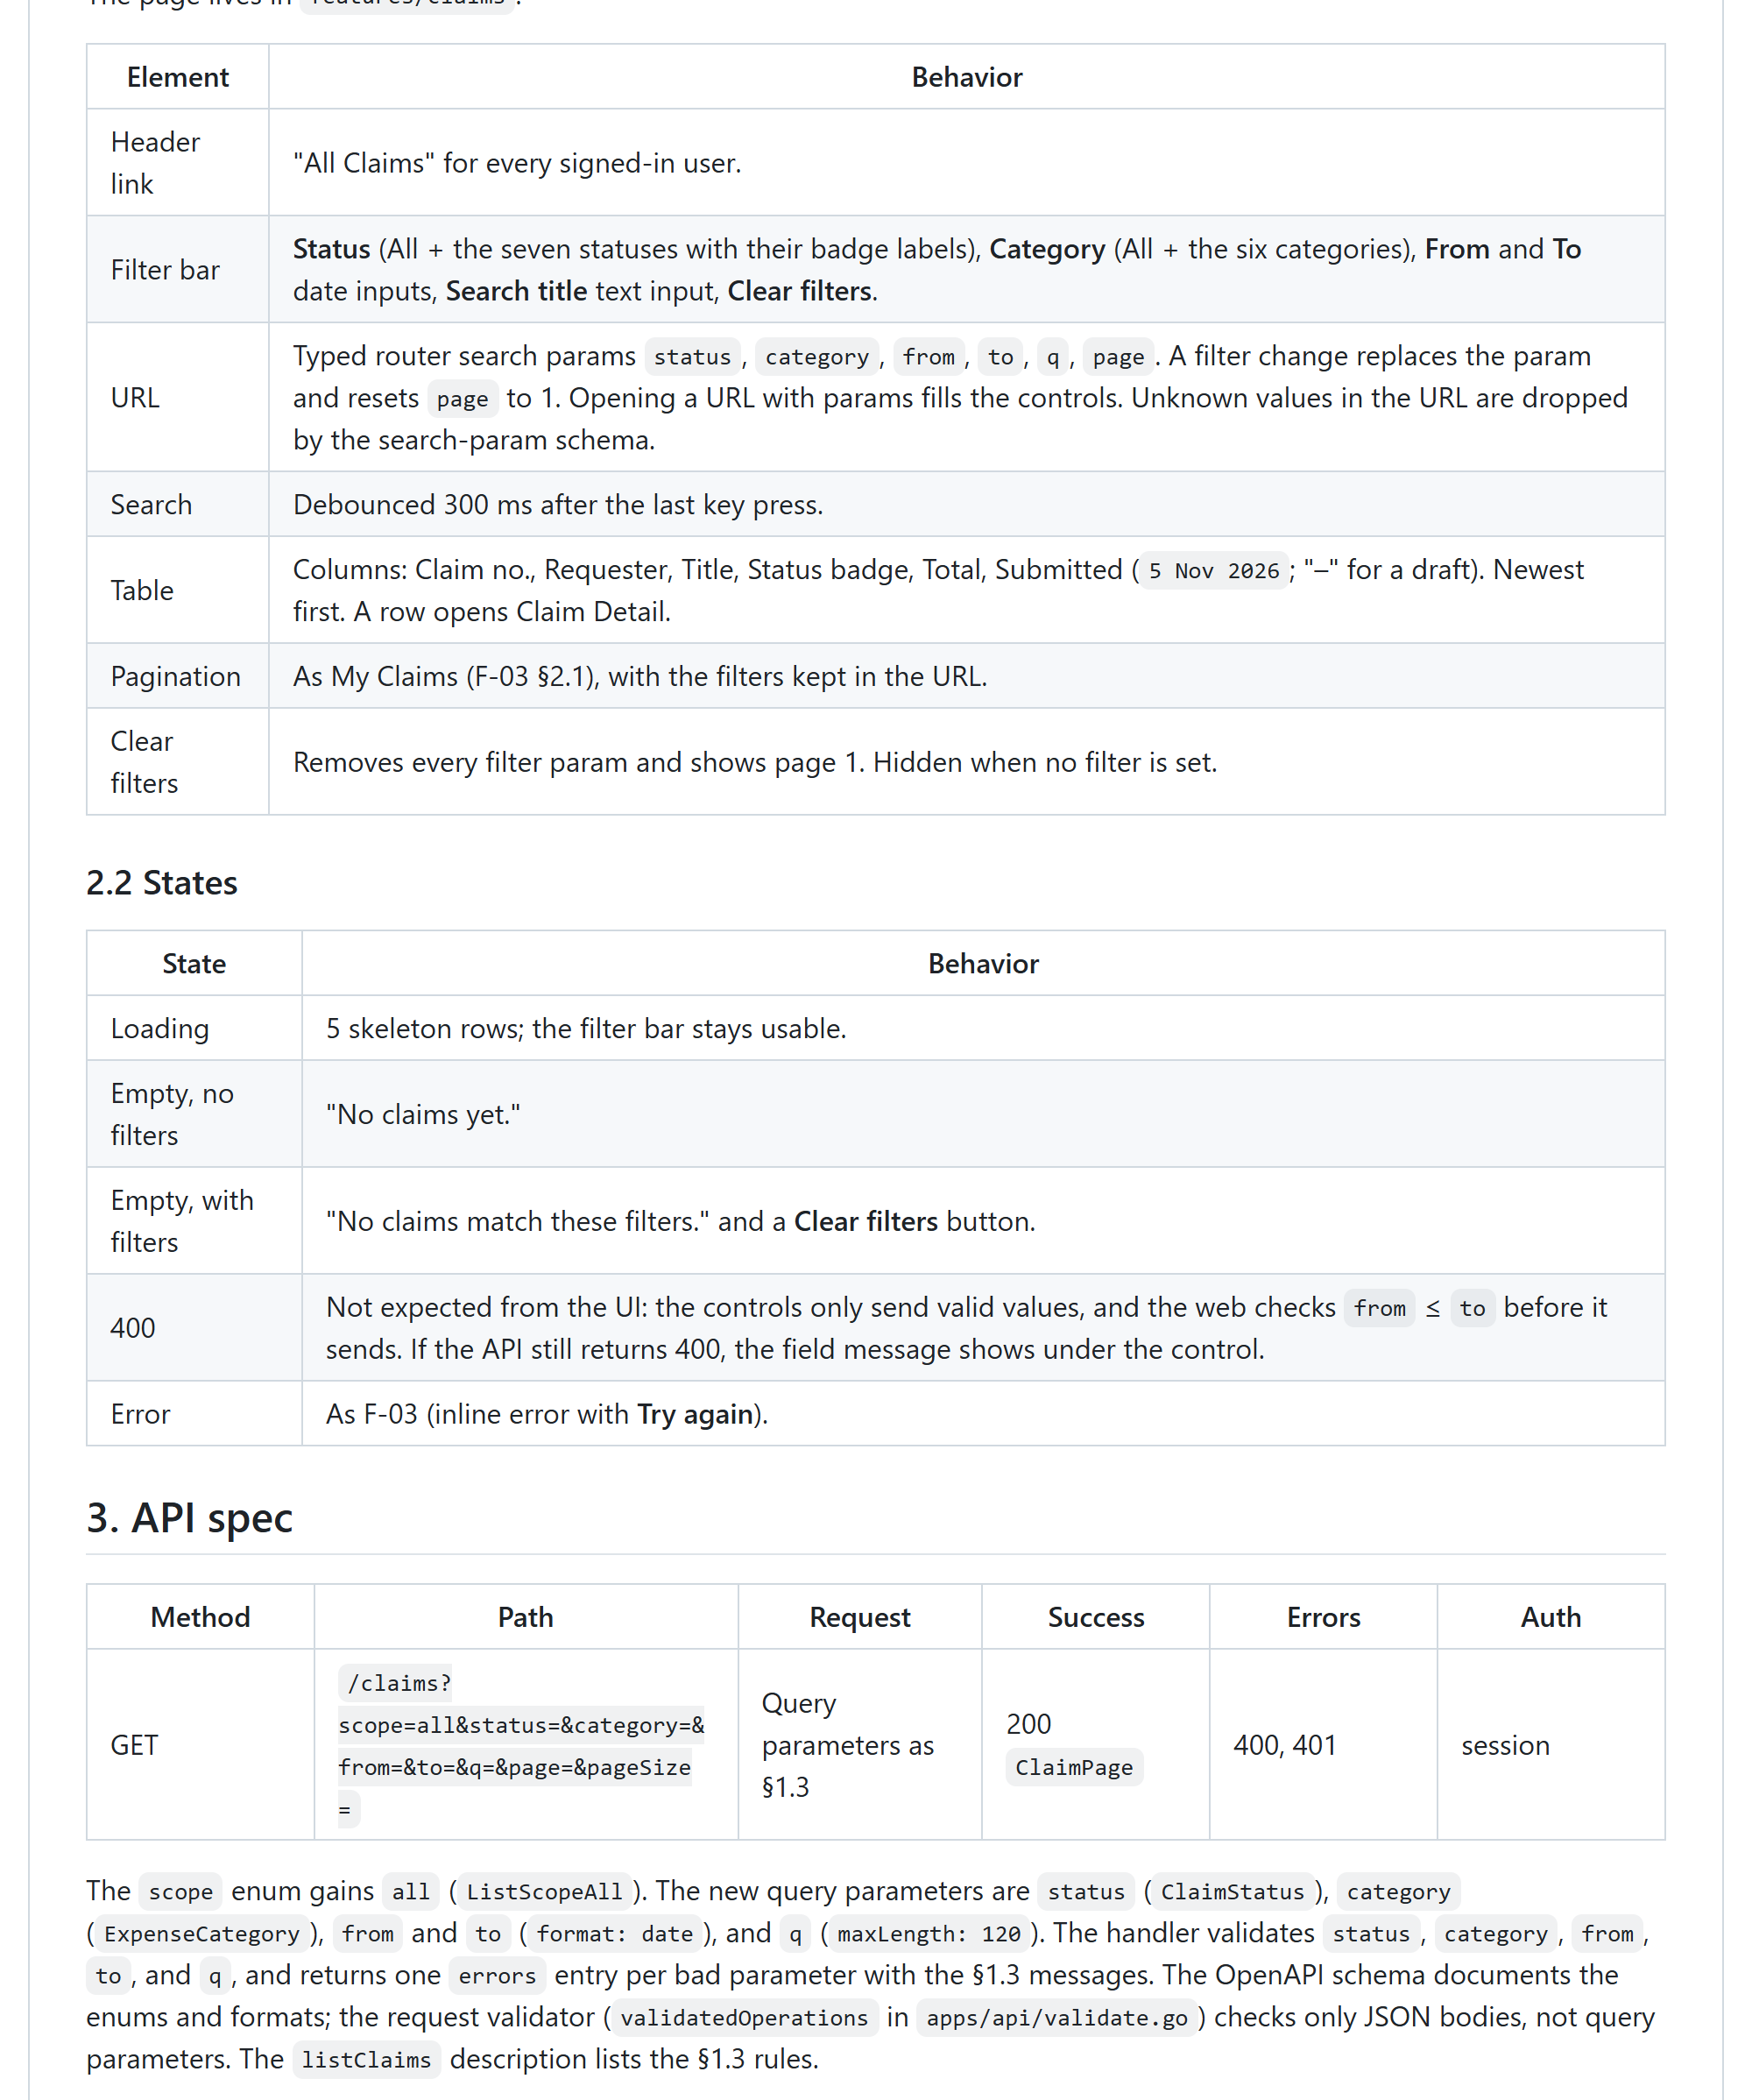 The page lives in features/claims.
Element Behavior
Header
link
"All Claims" for every signed-in user.
Filter bar
Status (All + the seven statuses with their badge labels), Category (All + the six categories), From and To
date inputs, Search title text input, Clear filters.
URL
Typed router search params status, category, from, to, q, page. A filter change replaces the param
and resets page to 1. Opening a URL with params fills the controls. Unknown values in the URL are dropped
by the search-param schema.
Search Debounced 300 ms after the last key press.
Table
Columns: Claim no., Requester, Title, Status badge, Total, Submitted (5 Nov 2026; "–" for a draft). Newest
first. A row opens Claim Detail.
Pagination As My Claims (F-03 §2.1), with the filters kept in the URL.
Clear
filters
Removes every filter param and shows page 1. Hidden when no filter is set.
2.2 States
State Behavior
Loading 5 skeleton rows; the filter bar stays usable.
Empty, no
filters
"No claims yet."
Empty, with
filters
"No claims match these filters." and a Clear filters button.
400
Not expected from the UI: the controls only send valid values, and the web checks from ≤ to before it
sends. If the API still returns 400, the field message shows under the control.
Error As F-03 (inline error with Try again).
3. API spec
Method Path Request Success Errors Auth
GET
/claims?
scope=all&status=&category=&
from=&to=&q=&page=&pageSize
=
Query
parameters as
§1.3
200
ClaimPage
400, 401
session
The scope enum gains all (ListScopeAll). The new query parameters are status (ClaimStatus), category
(ExpenseCategory), from and to (format: date), and q (maxLength: 120). The handler validates status, category, from,
to, and q, and returns one errors entry per bad parameter with the §1.3 messages. The OpenAPI schema documents the
enums and formats; the request validator (validatedOperations in apps/api/validate.go) checks only JSON bodies, not query
parameters. The listClaims description lists the §1.3 rules.